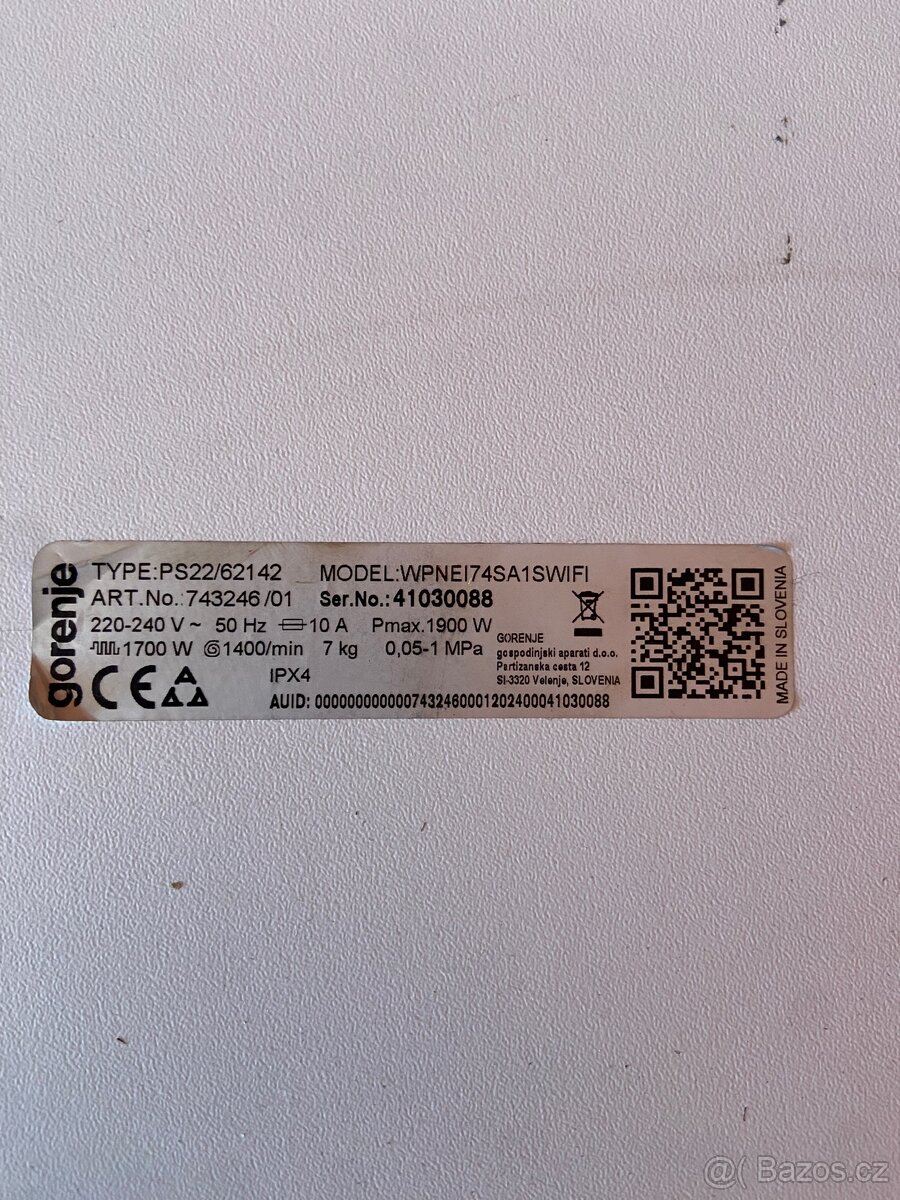 gorenje
TYPE:PS22/62142 MODEL:WPNEI74SA1SWIFI
ART.No.:743246/01 Ser.No.:41030088
220-240 V ~ 50 Hz 10 A Pmax.1900 W
1700 W 1400/min 7 kg 0,05-1 MPa
IPX4
CE
AUID: 0000000000007432460001202400041030088
GORENJE
gospodinjski aparati d.o.o.
Partizanska cesta 12
SI-3320 Velenje, SLOVENIA
MADE IN SLOVENIA
@( Bazos.cz